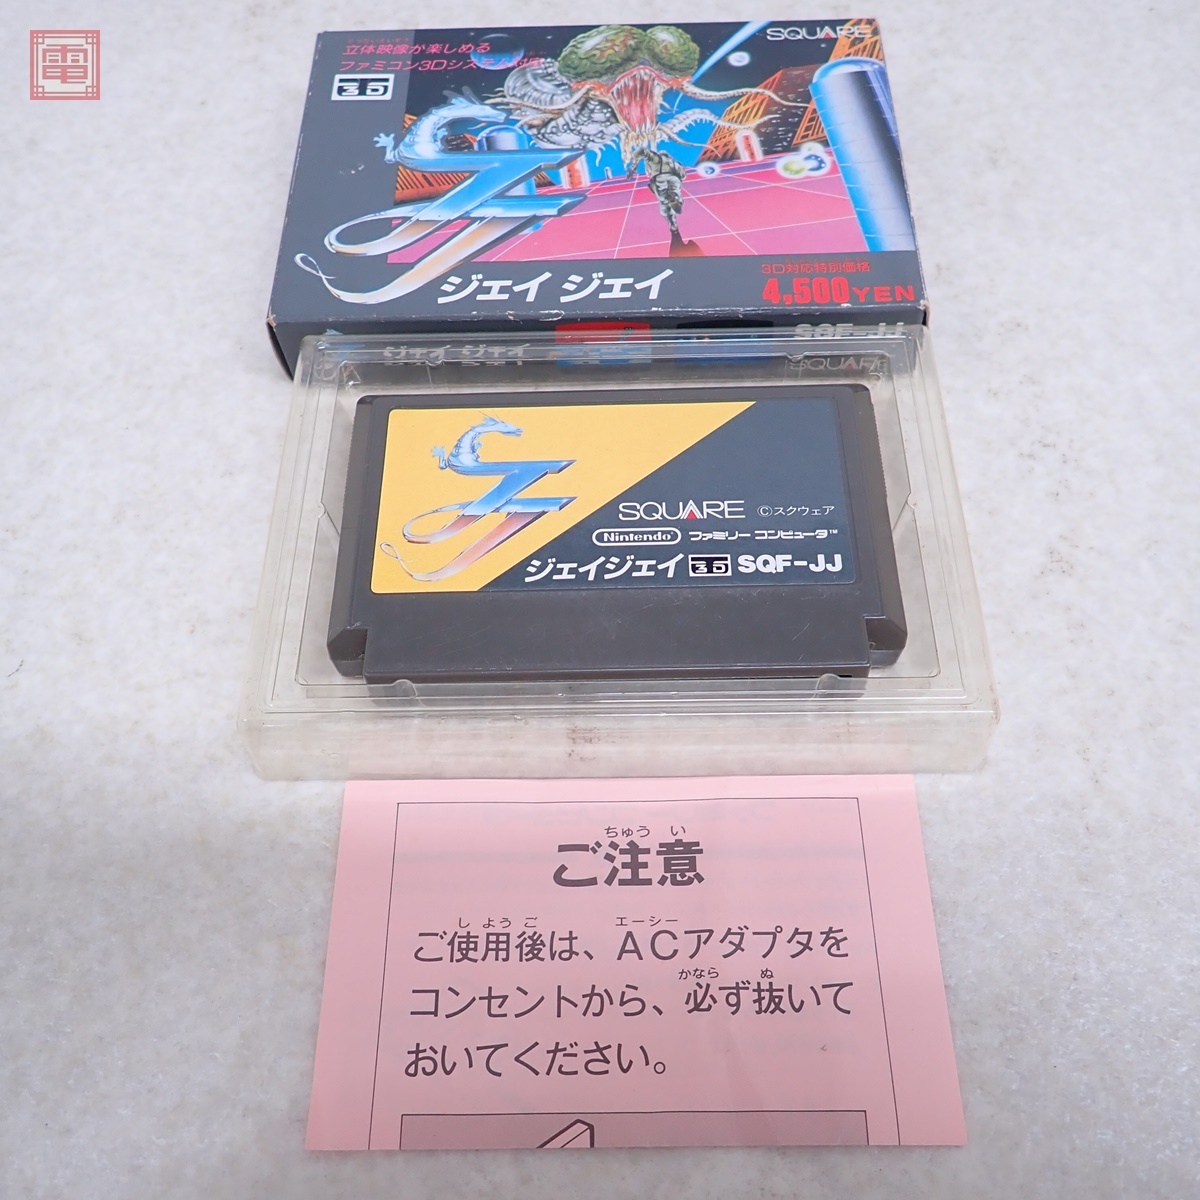 電
立体映像が楽しめる
ファミコン3Dシステム対応
3D
SQUARE
JJ
ジェイ ジェイ
3D対応特別価格
4,500YEN
ジェイ ジェイ
SQF-JJ
SQUARE
JJ
SQUARE
©スクウェア
Nintendo
ファミリー コンピュータ™
ジェイジェイ
3D
SQF-JJ
ちゅう い
ご注意
し よう ご
エーシー
ご使用後は、ACアダプタを
かなら
ぬ
コンセントから、必ず抜いて
おいてください。